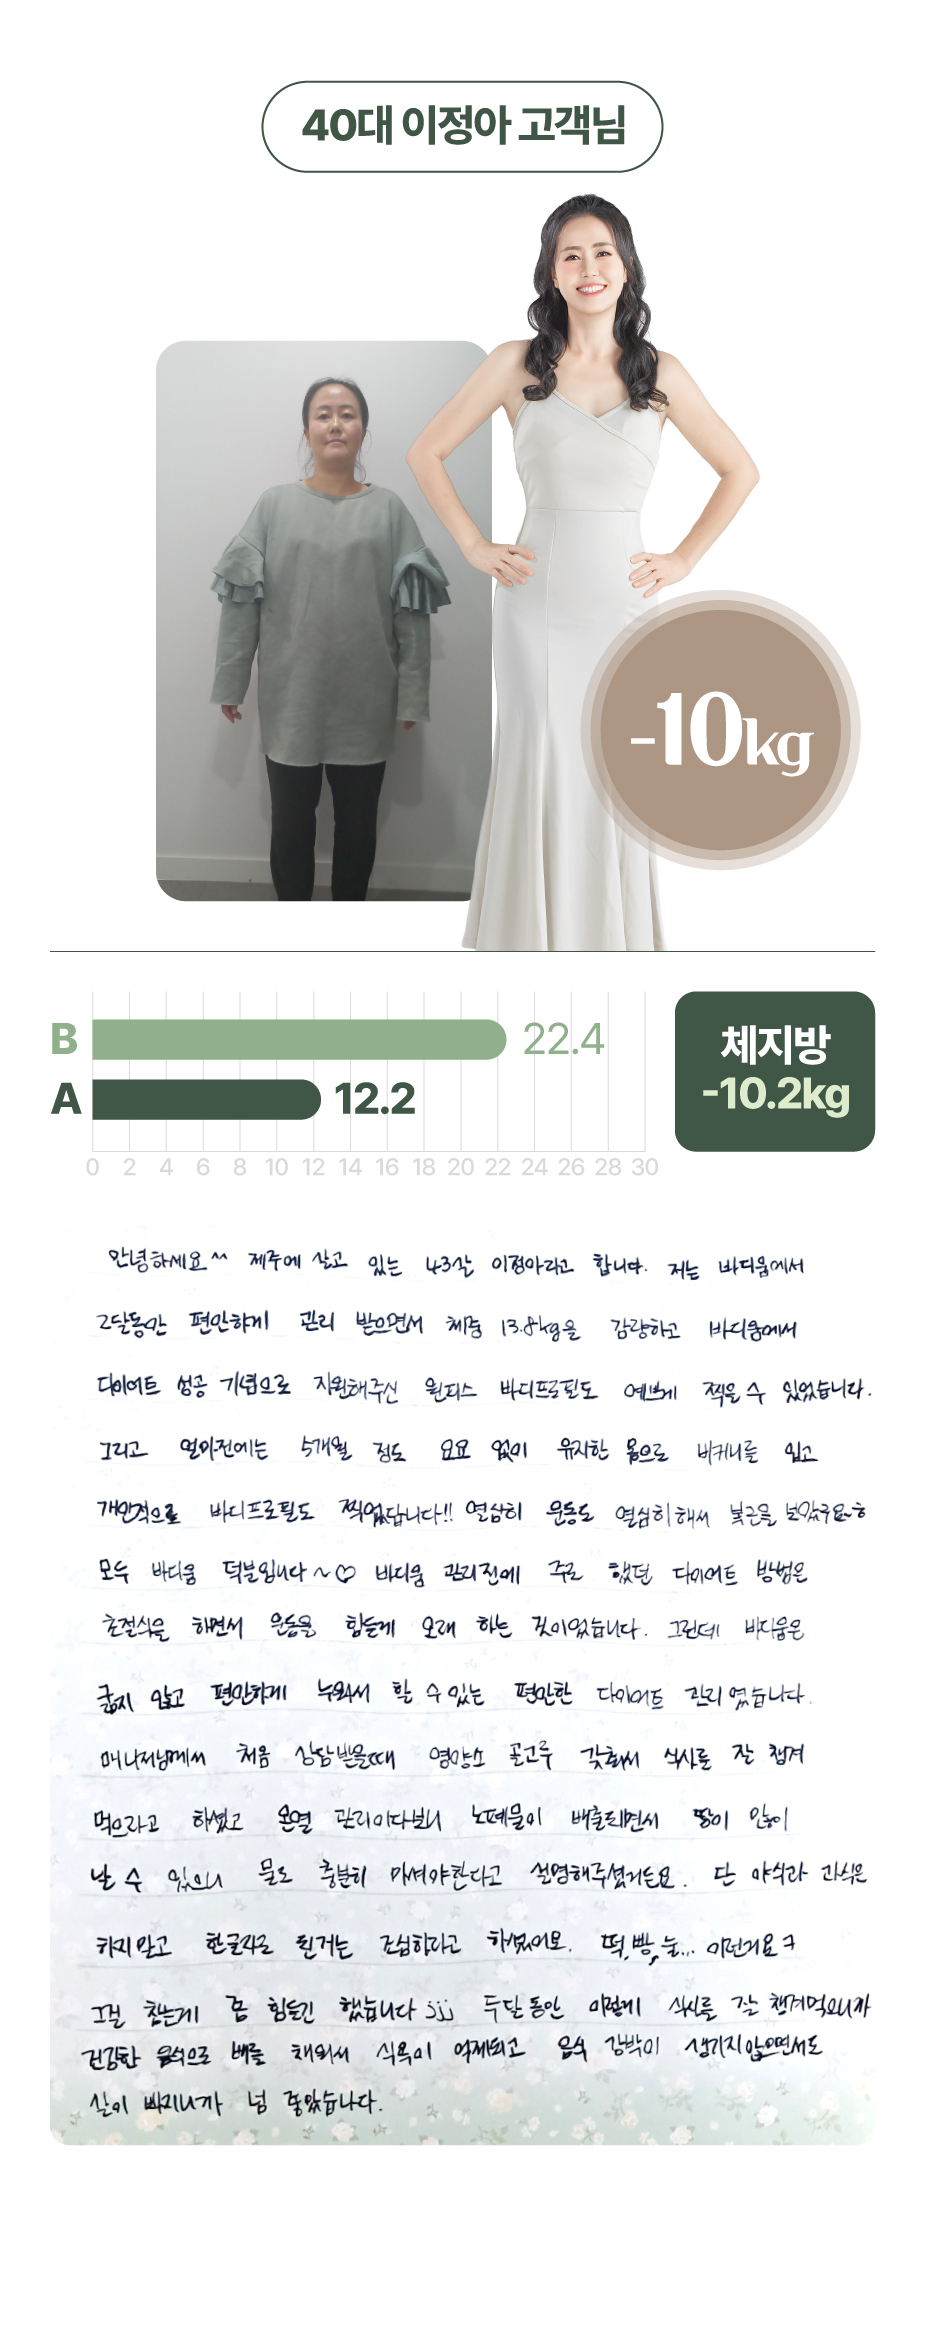 40대 이정아 고객님
-10kg
B 22.4
A 12.2
0 2 4 6 8 10 12 14 16 18 20 22 24 26 28 30
체지방
-10.2kg
안녕하세요^^ 제주에 살고 있는 43살 이정아라고 합니다. 저는 바디움에서
2달동안 편안하게 관리 받으면서 체중 13.8kg을 감량하고 바디움에서
다이어트 성공 기념으로 지원해주신 원피스 바디프로필도 예쁘게 찍을 수 있었습니다.
그리고 얼마전에는 5개월 정도 요요 없이 유지한 몸으로 비키니를 입고
개인적으로 바디프로필도 찍었답니다!! 열심히 운동도 열심히해서 복근을 보았구요~ㅎ
모두 바디움 덕분입니다~♡ 바디움 관리전에 주로 했던 다이어트 방법은
초절식을 하면서 운동을 힘들게 오래 하는 것이었습니다. 그런데 바디움은
굶지 않고 편안하게 누워서 할 수 있는 편안한 다이어트 관리였습니다.
매니저님께서 처음 상담받을때 영양소 골고루 갖춰서 식사를 잘 챙겨
먹으라고 하셨고 온열 관리이다보니 노폐물이 배출되면서 땀이 많이
날 수 있으니 물도 충분히 마셔야한다고 설명해주셨거든요. 단 야식과 과식은
하지말고 한글자로 된거는 조심하라고 하셨어요. 떡,빵,술... 이런거요ㅋ
그걸 참는게 좀 힘들긴 했습니다 ;;; 두달동안 이렇게 식사를 잘 챙겨먹으니까
건강한 음식으로 배를 채워서 식욕이 억제되고 음식 강박이 생기지않으면서도
살이 빠지니까 넘 좋았습니다.